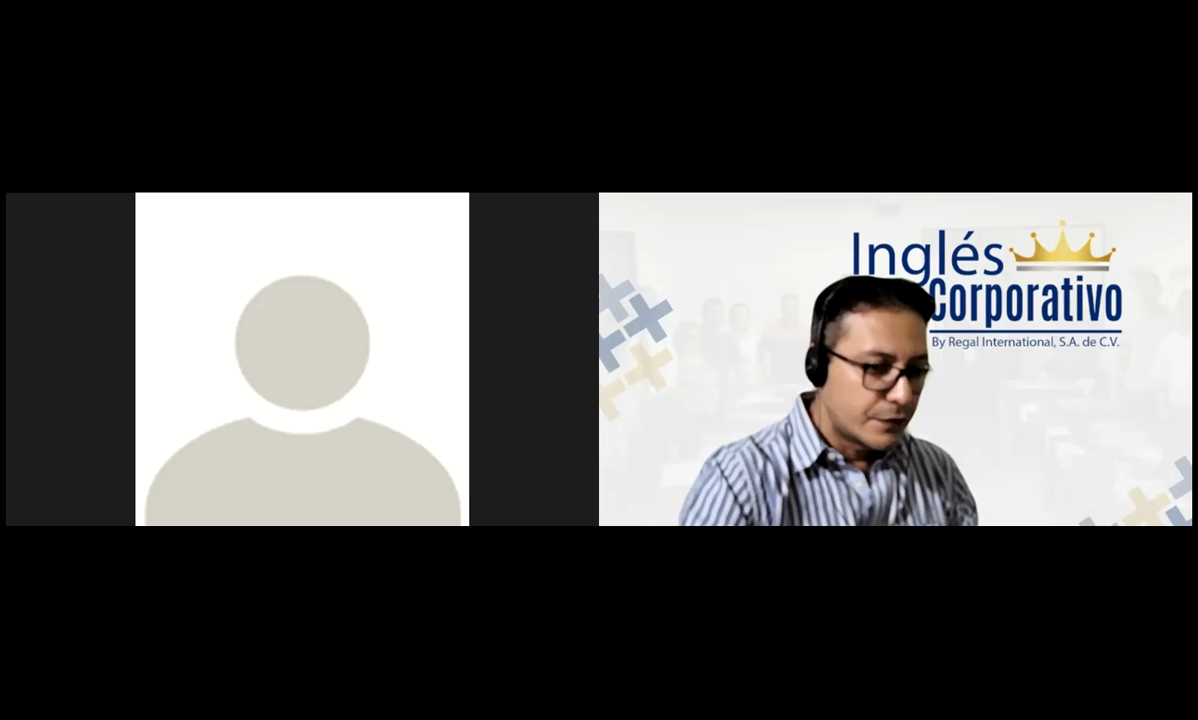 Inglés
Corporativo
By Regal International, S.A. de C.V.